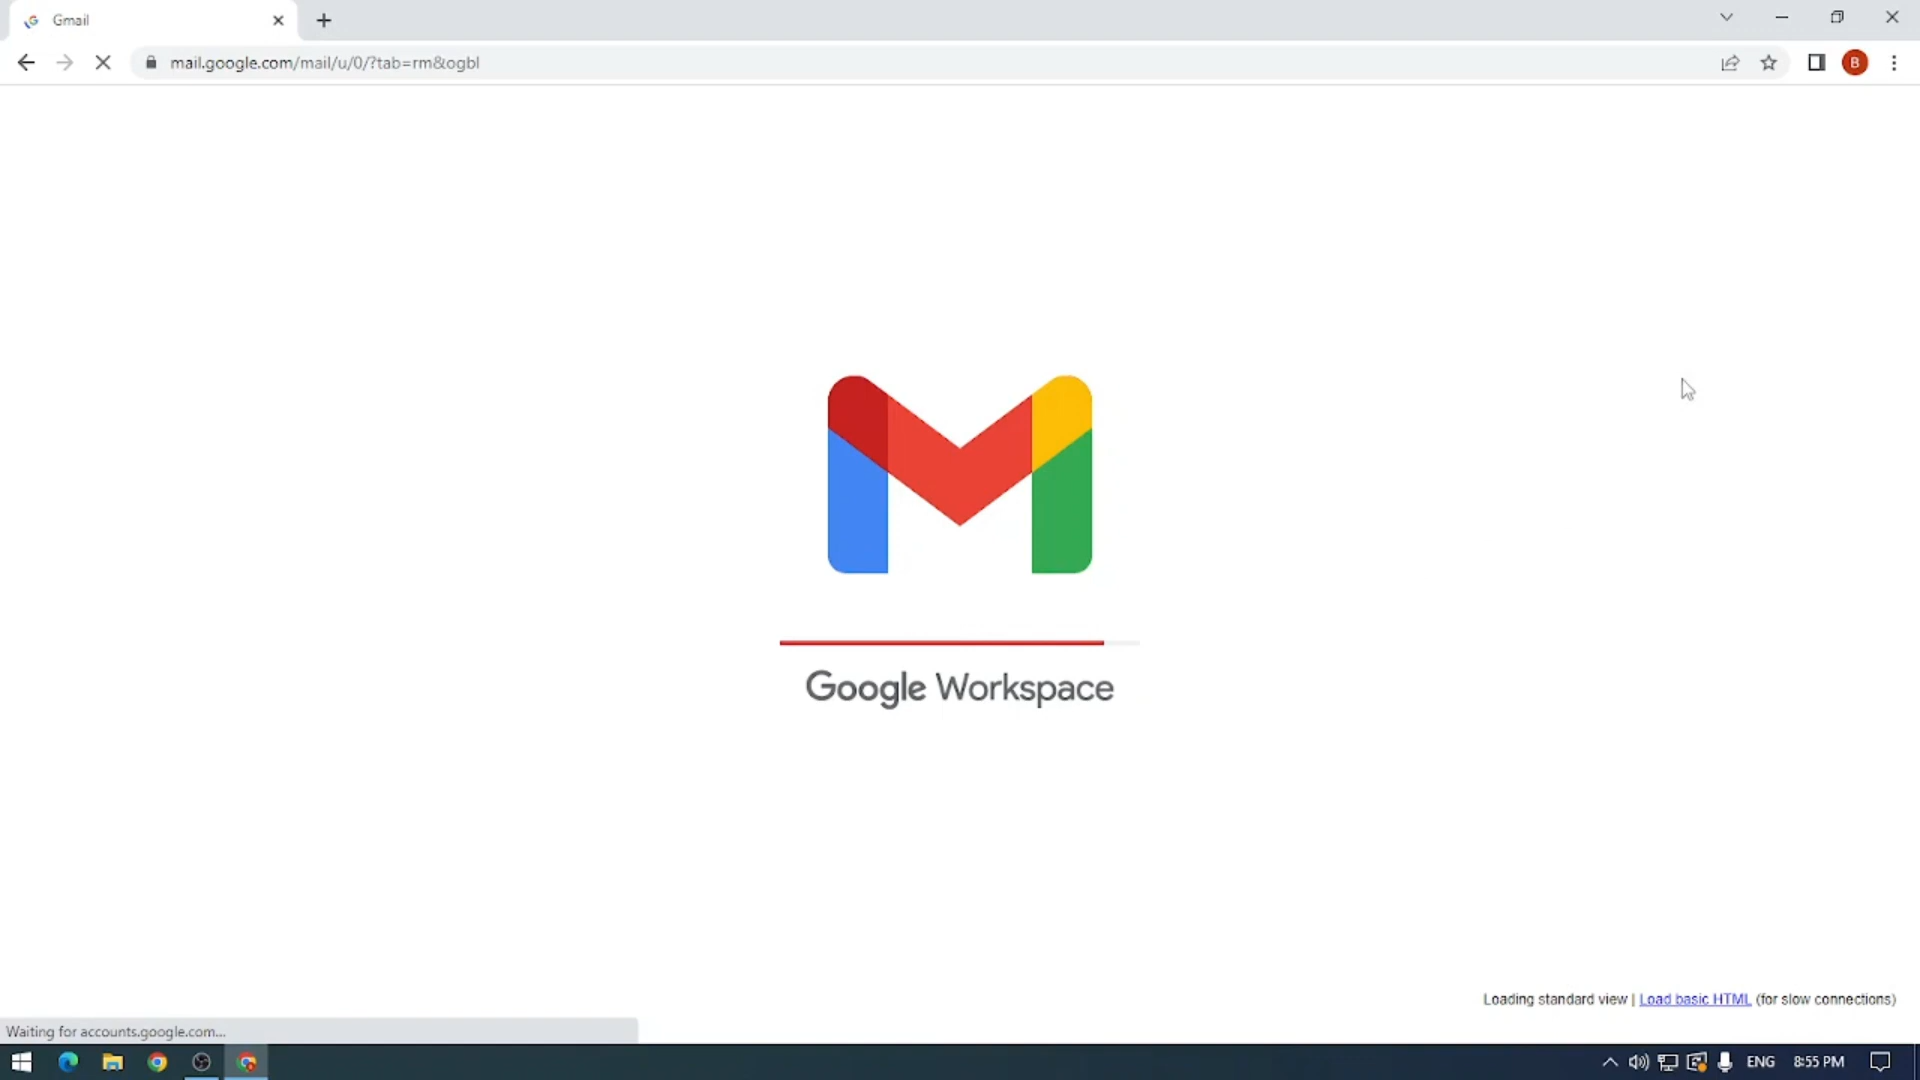 Gmail
mail.google.com/mail/u/0/?tab=rm&ogbl
B
Google Workspace
Loading standard view | Load basic HTML (for slow connections)
Waiting for accounts.google.com...
ENG
8:55 PM